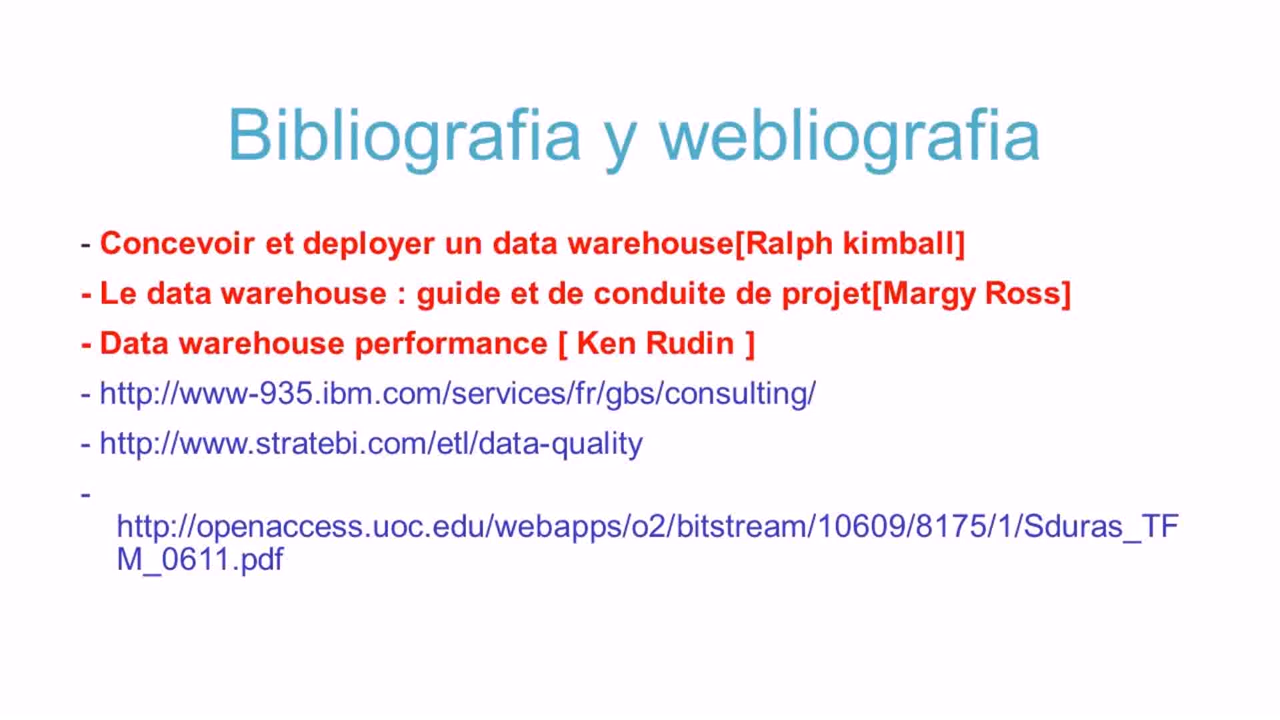 Bibliografia y webliografia
- Concevoir et deployer un data warehouse[Ralph kimball]
- Le data warehouse : guide et de conduite de projet[Margy Ross]
- Data warehouse performance [ Ken Rudin ]
- http://www-935.ibm.com/services/fr/gbs/consulting/
- http://www.stratebi.com/etl/data-quality
-
http://openaccess.uoc.edu/webapps/o2/bitstream/10609/8175/1/Sduras_TF
M_0611.pdf